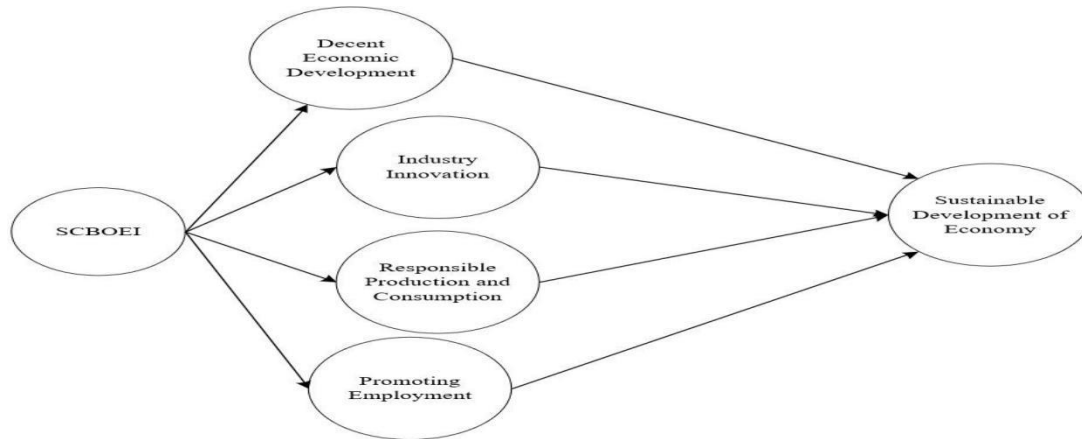 Decent
Economic
Development
Industry
Innovation
SCBOEI
Sustainable
Development of
Economy
Responsible
Production and
Consumption
Promoting
Employment